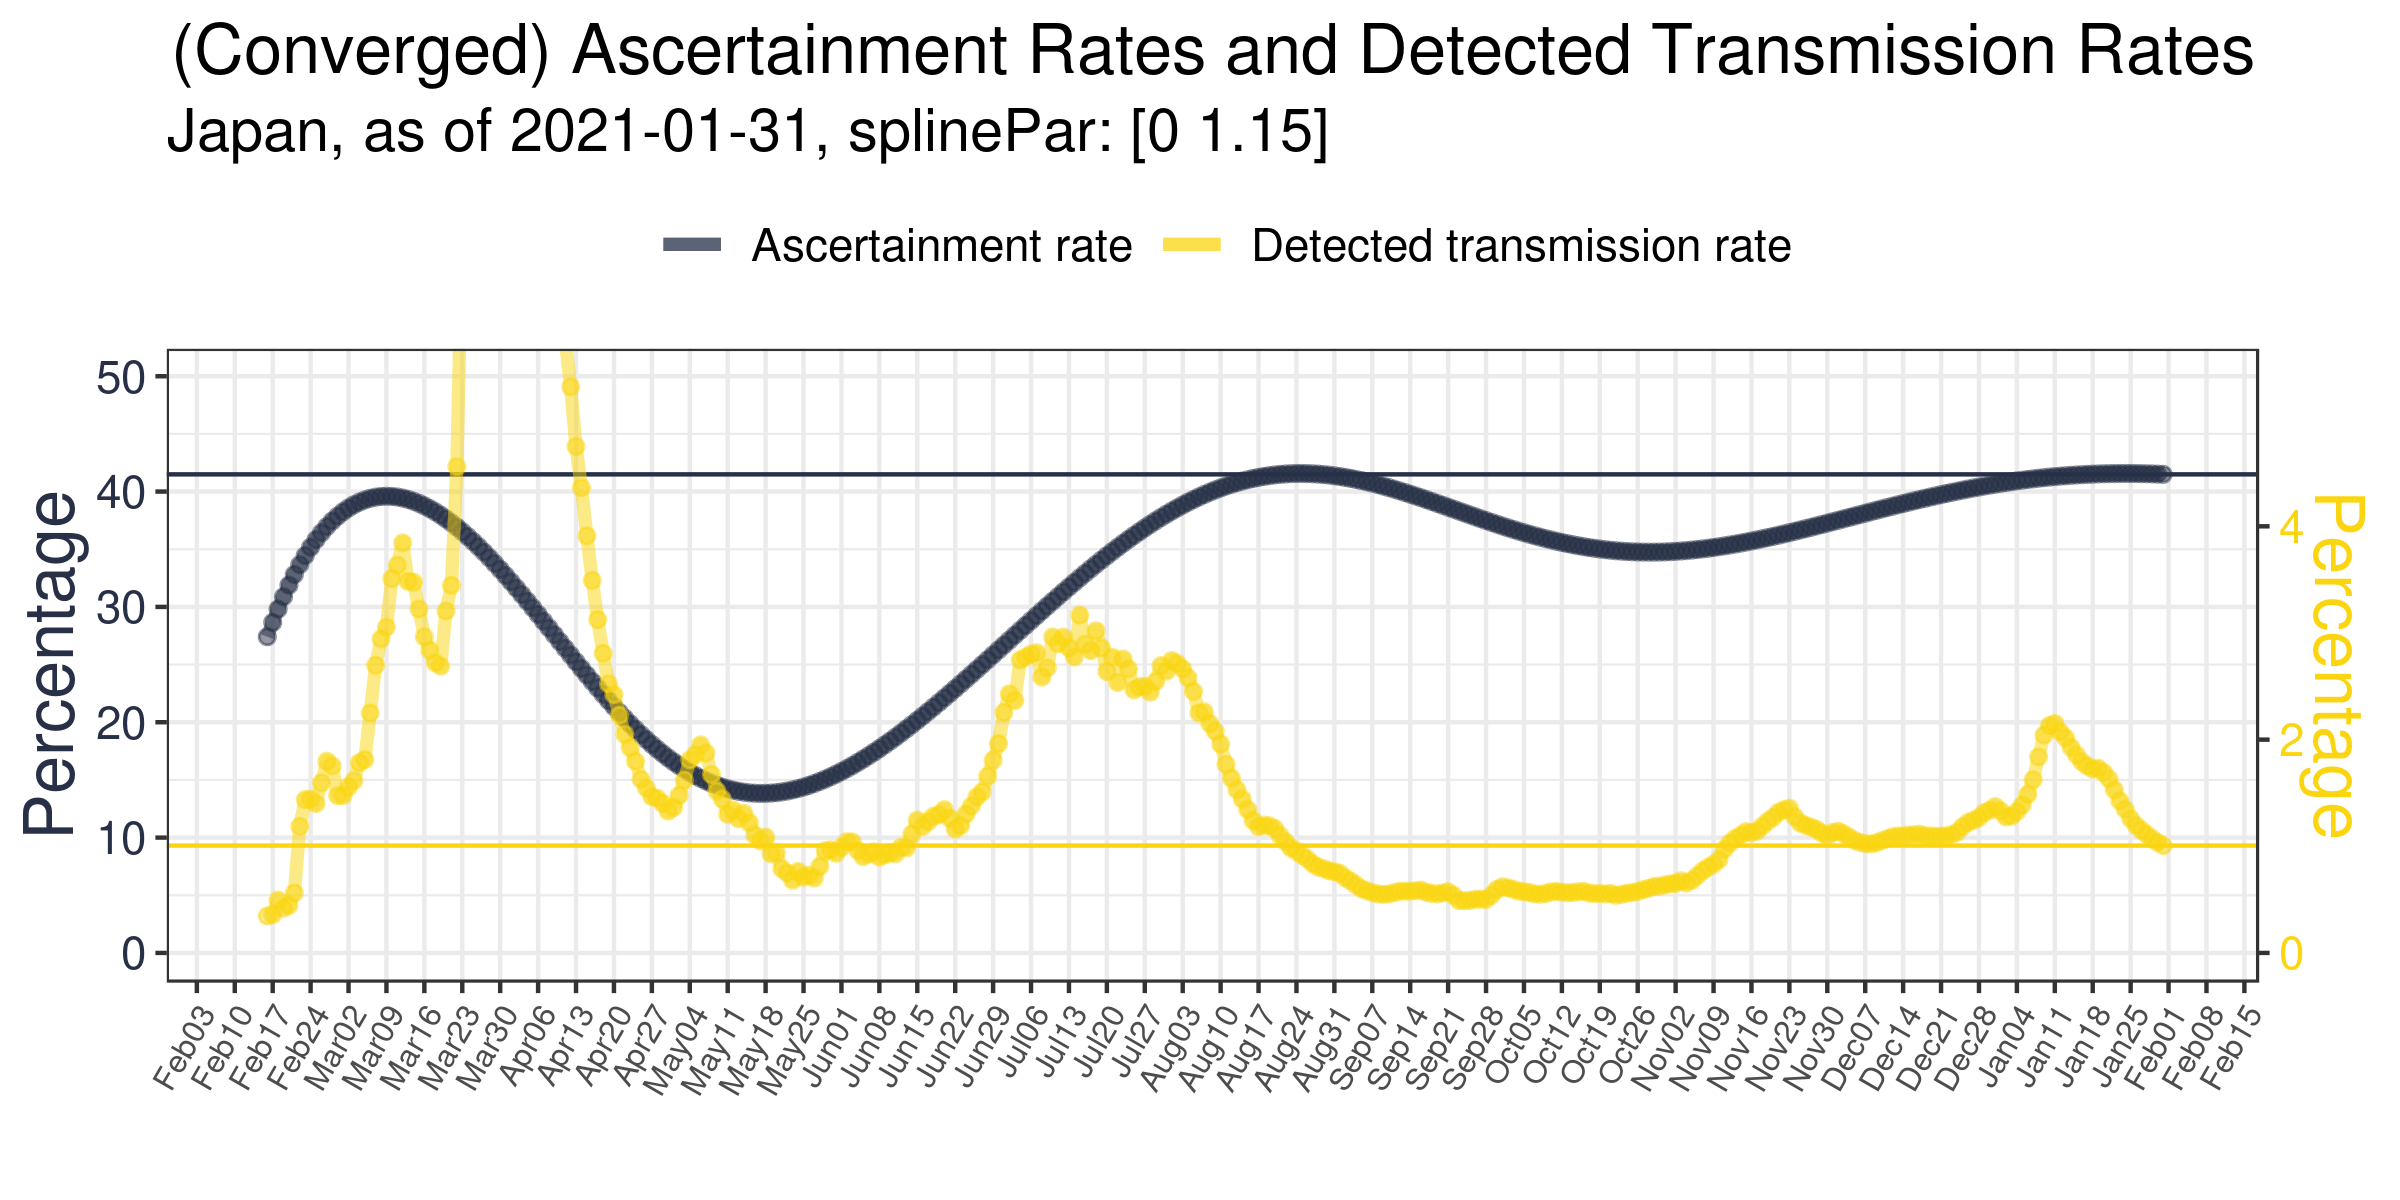 (Converged) Ascertainment Rates and Detected Transmission Rates
Japan, as of 2021-01-31, splinePar: [0 1.15]
Ascertainment rate
Detected transmission rate
Percentage
50
40
30
20
10
0
4
2
0
Percentage
Feb03
Feb10
Feb17
Feb24
Mar02
Mar09
Mar16
Mar23
Mar30
Apr06
Apr13
Apr20
Apr27
May04
May11
May18
May25
Jun01
Jun08
Jun15
Jun22
Jun29
Jul06
Jul13
Jul20
Jul27
Aug03
Aug10
Aug17
Aug24
Aug31
Sep07
Sep14
Sep21
Sep28
Oct05
Oct12
Oct19
Oct26
Nov02
Nov09
Nov16
Nov23
Nov30
Dec07
Dec14
Dec21
Dec28
Jan04
Jan11
Jan18
Jan25
Feb01
Feb08
Feb15